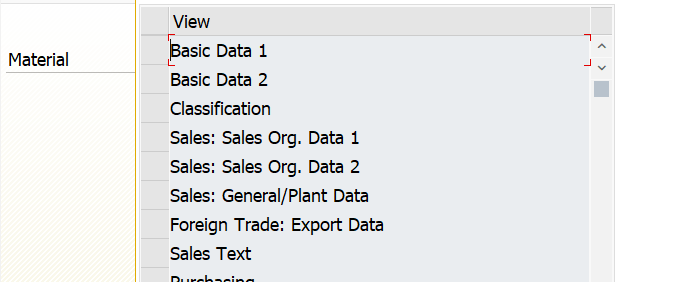 View
Material
Basic Data 1
Basic Data 2
Classification
Sales: Sales Org. Data 1
Sales: Sales Org. Data 2
Sales: General/Plant Data
Foreign Trade: Export Data
Sales Text
Purchasing